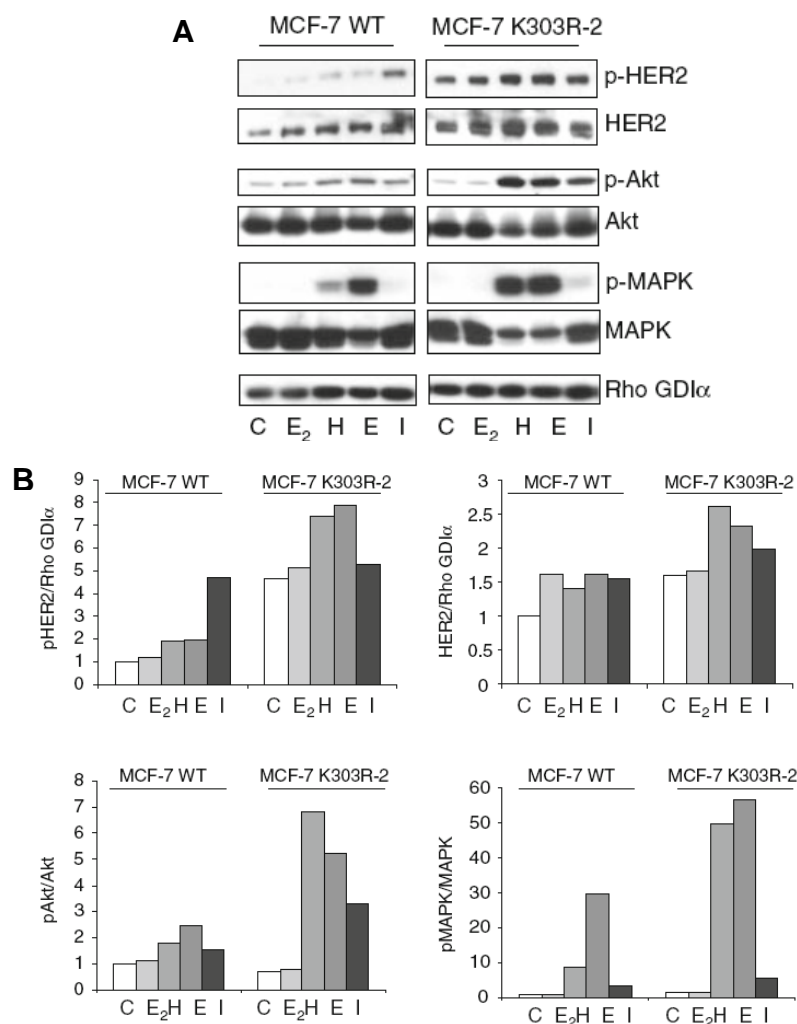 A
MCF-7 WT MCF-7 K303R-2
p-HER2
HER2
p-Akt
Akt
p-MAPK
MAPK
Rho GDIα
C E₂ H E I C E₂ H E I
B
MCF-7 WT MCF-7 K303R-2
pHER2/Rho GDIα
9
8
7
6
5
4
3
2
1
0
C E₂ H E I C E₂ H E I
MCF-7 WT MCF-7 K303R-2
HER2/Rho GDIα
3
2.5
2
1.5
1
0.5
0
C E₂ H E I C E₂ H E I
MCF-7 WT MCF-7 K303R-2
pAkt/Akt
8
7
6
5
4
3
2
1
0
C E₂ H E I C E₂ H E I
MCF-7 WT MCF-7 K303R-2
pMAPK/MAPK
60
50
40
30
20
10
0
C E₂ H E I C E₂ H E I